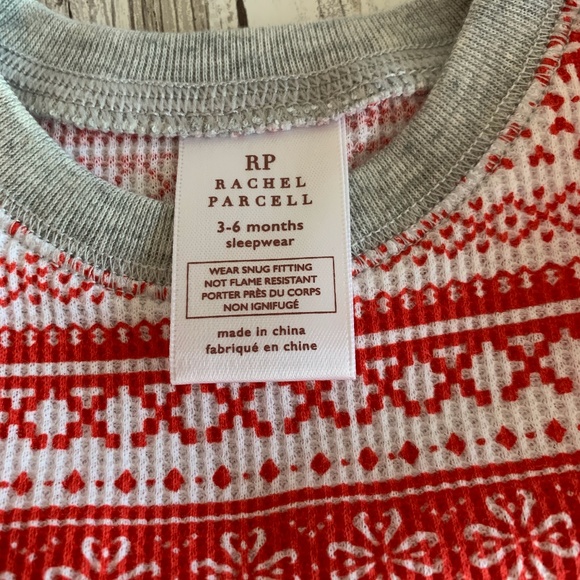 RP
RACHEL
PARCELL
3-6 months
sleepwear
WEAR SNUG FITTING
NOT FLAME RESISTANT
PORTER PRÈS DU CORPS
NON IGNIFUGÉ
made in china
fabriqué en chine